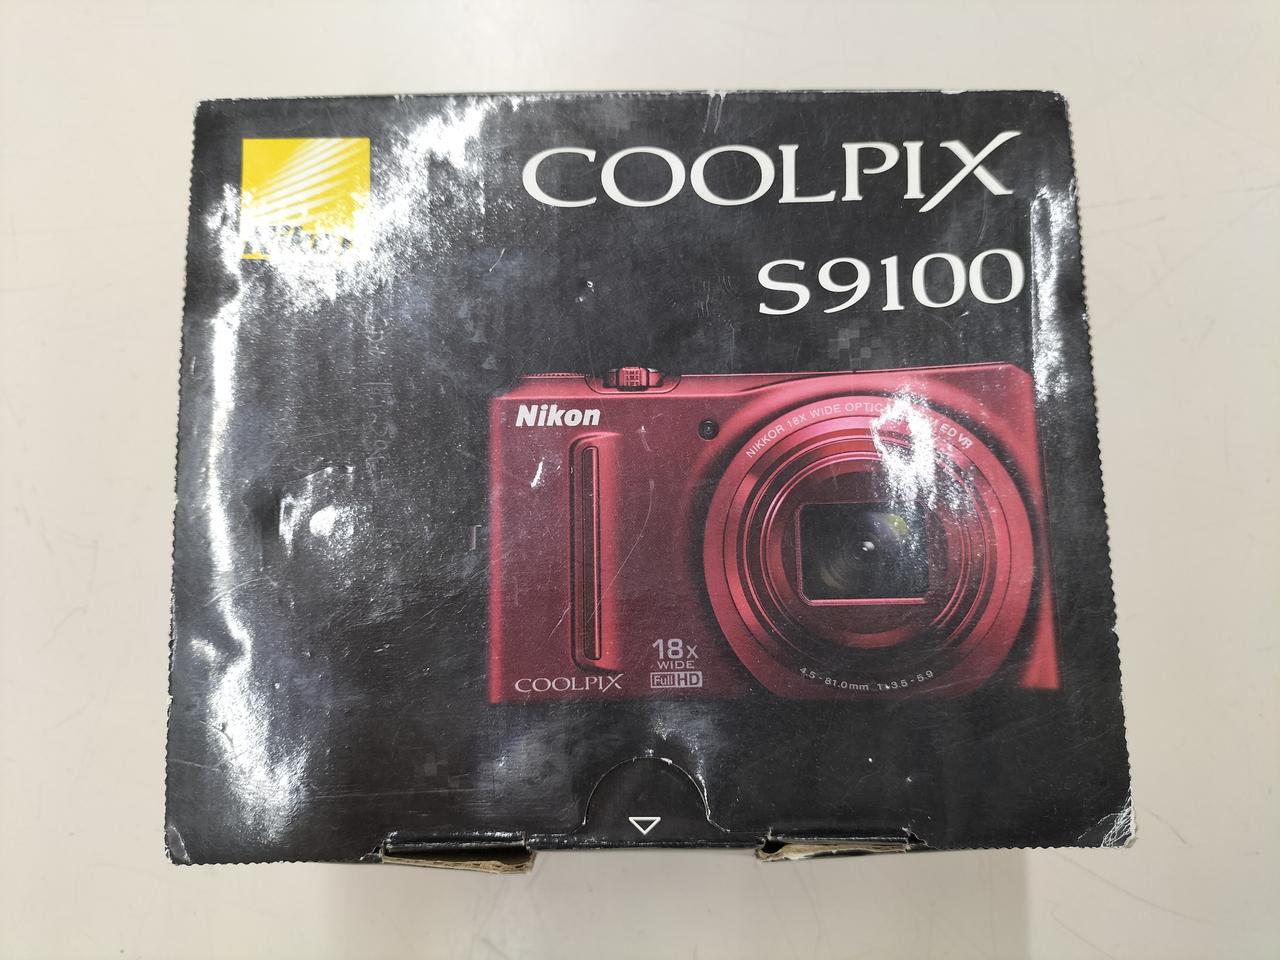 Nikon
COOLPIX
S9100
Nikon
NIKKOR 18X WIDE OPTICAL ED VR
18x
WIDE
Full HD
COOLPIX
4.5-81.0mm 1:3.5-5.9